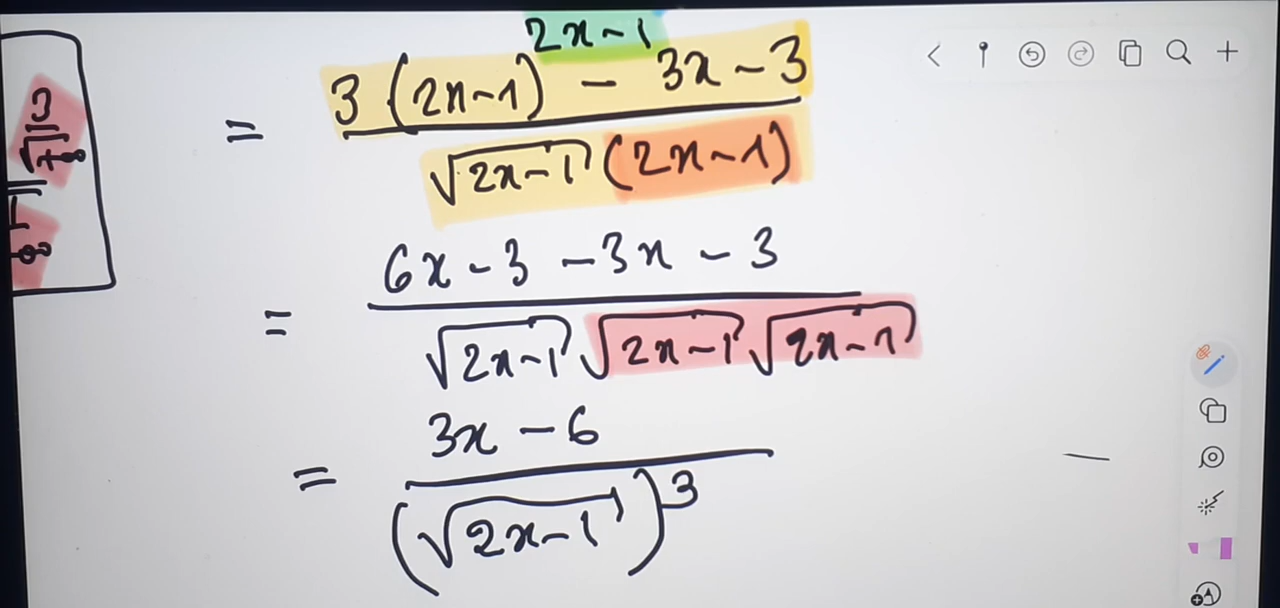 2x-1
= 3(2x-1) - 3x - 3
√2x-1 (2x-1)
= 6x - 3 - 3x - 3
√2x-1 √2x-1 √2x-1
= 3x - 6
(√2x-1)³